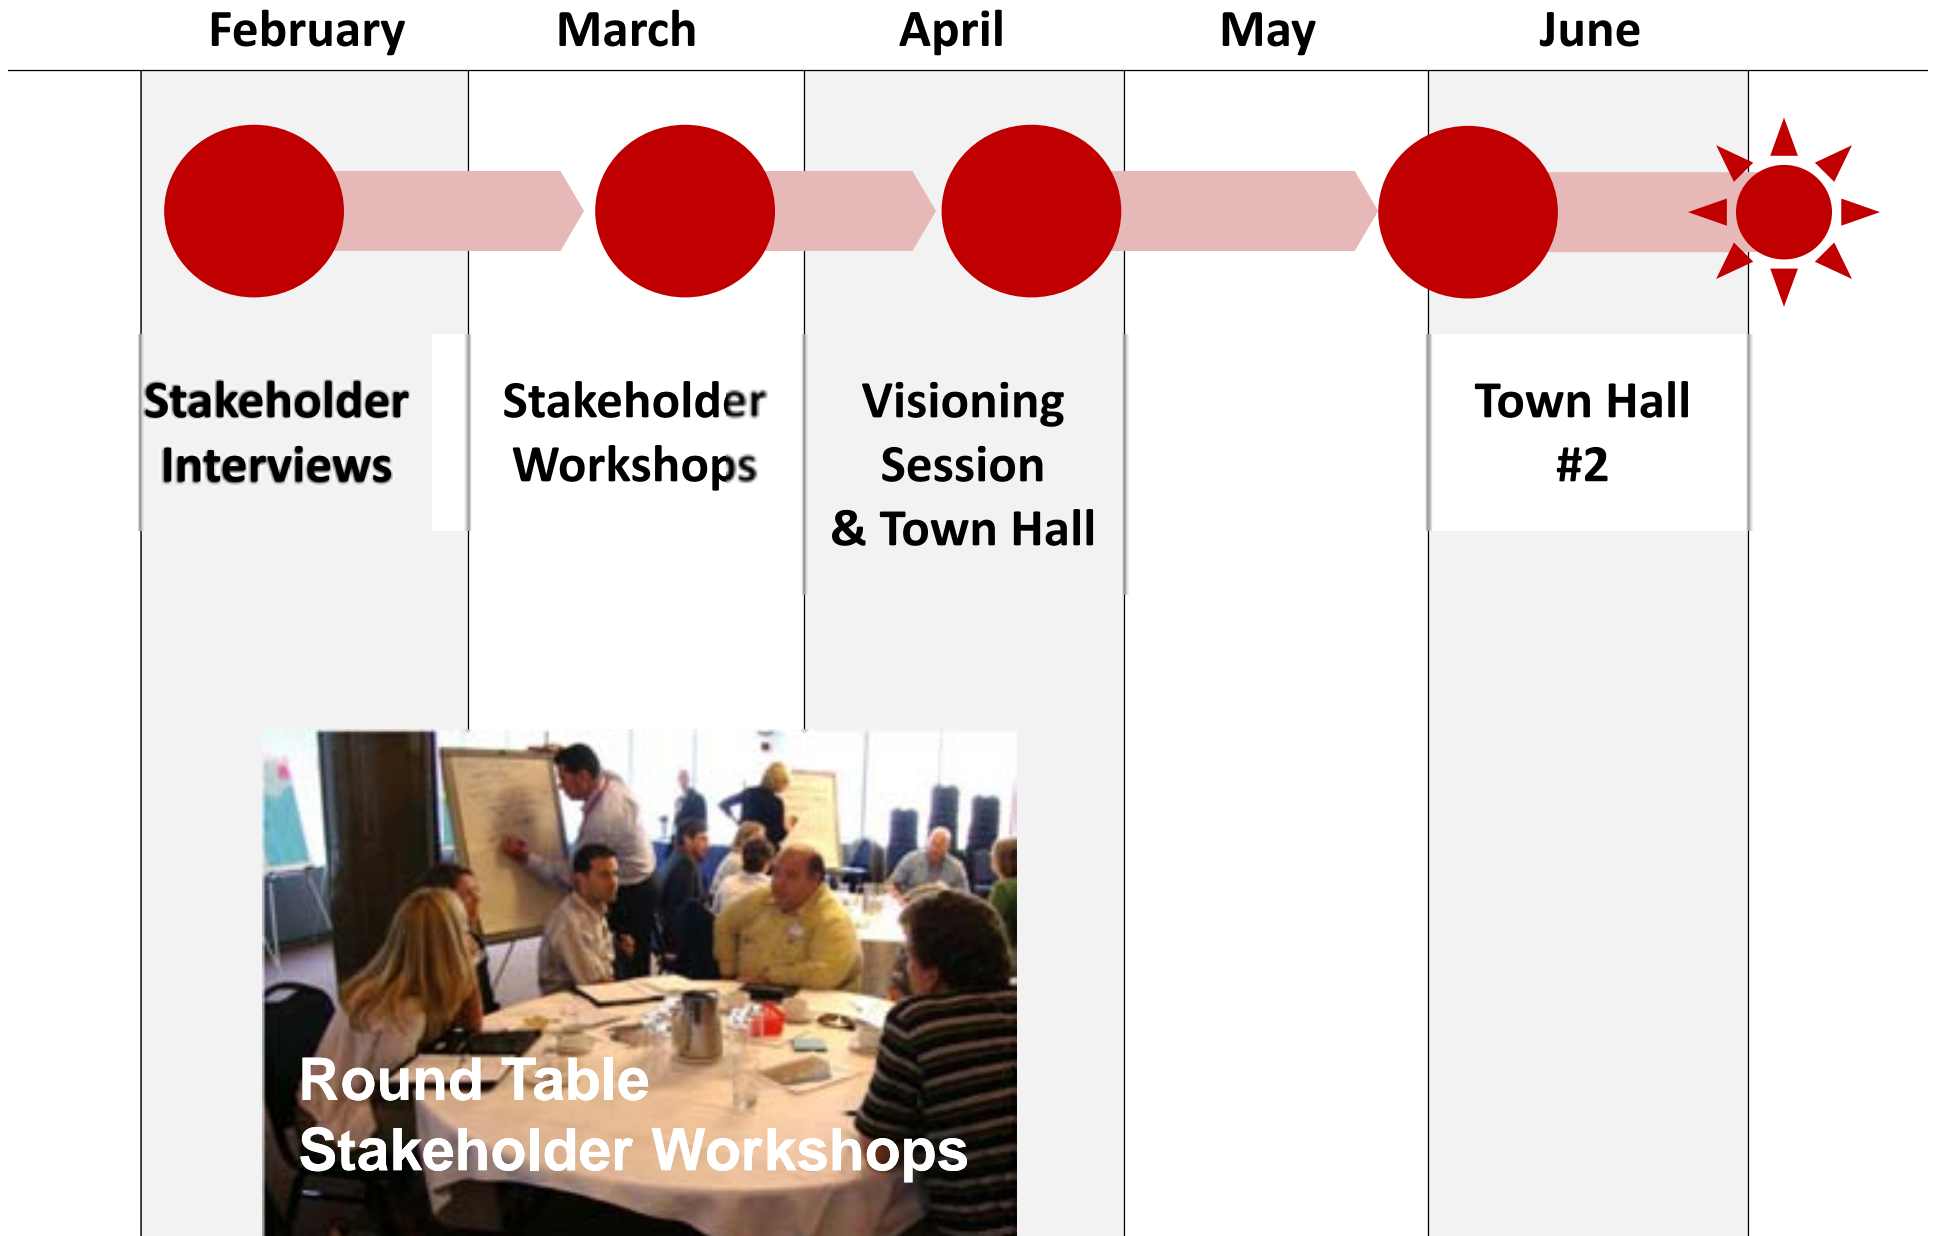 February
March
April
May
June
Stakeholder
Interviews
Stakeholder
Workshops
Visioning
Session
& Town Hall
Town Hall
#2
Round Table
Stakeholder Workshops